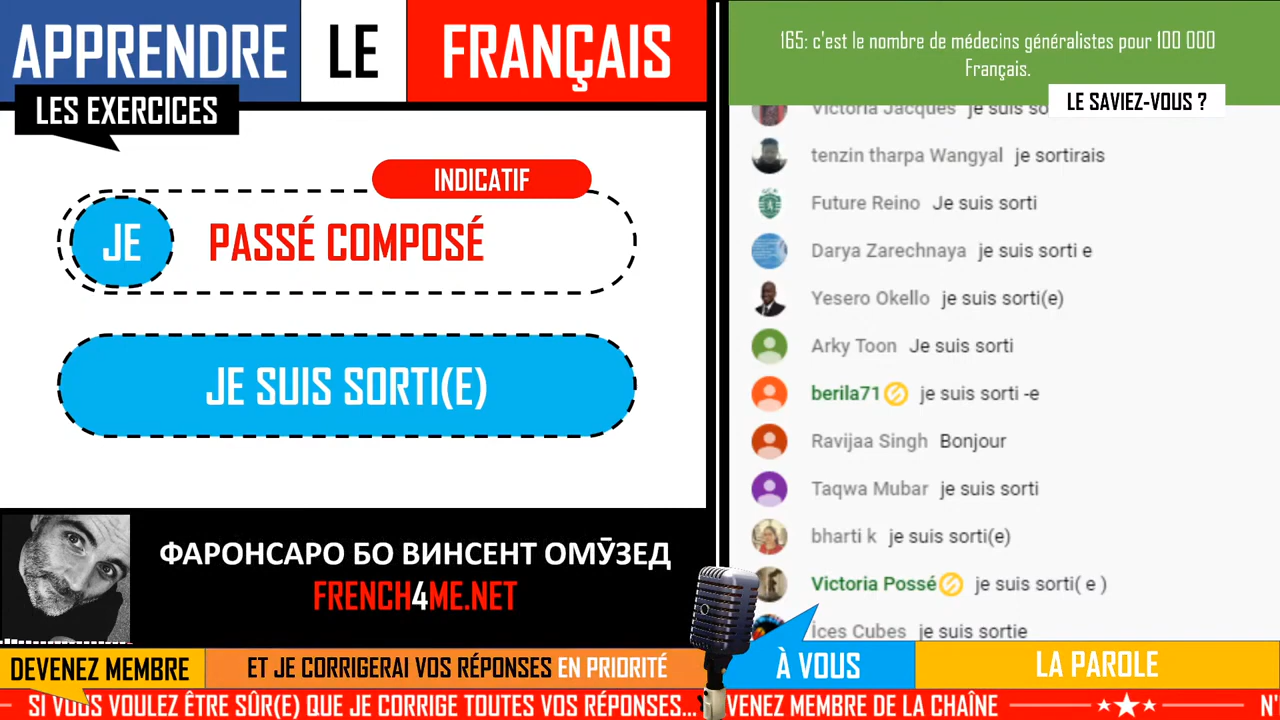 APPRENDRE LE FRANÇAIS
LES EXERCICES
INDICATIF
JE PASSÉ COMPOSÉ
JE SUIS SORTI(E)
ФАРОНСАРО БО ВИНСЕНТ ОМӮЗЕД
FRENCH4ME.NET
165: c'est le nombre de médecins généralistes pour 100 000
Français.
LE SAVIEZ-VOUS ?
Victoria Jacques je suis so
tenzin tharpa Wangyal je sortirais
Future Reino Je suis sorti
Darya Zarechnaya je suis sorti e
Yesero Okello je suis sorti(e)
Arky Toon Je suis sorti
berila71 je suis sorti -e
Ravijaa Singh Bonjour
Taqwa Mubar je suis sorti
bharti k je suis sorti(e)
Victoria Possé je suis sorti( e )
Ices Cubes je suis sortie
DEVENEZ MEMBRE ET JE CORRIGERAI VOS RÉPONSES EN PRIORITÉ
À VOUS LA PAROLE
SI VOUS VOULEZ ÊTRE SÛR(E) QUE JE CORRIGE TOUTES VOS RÉPONSES... VENEZ MEMBRE DE LA CHAÎNE N'